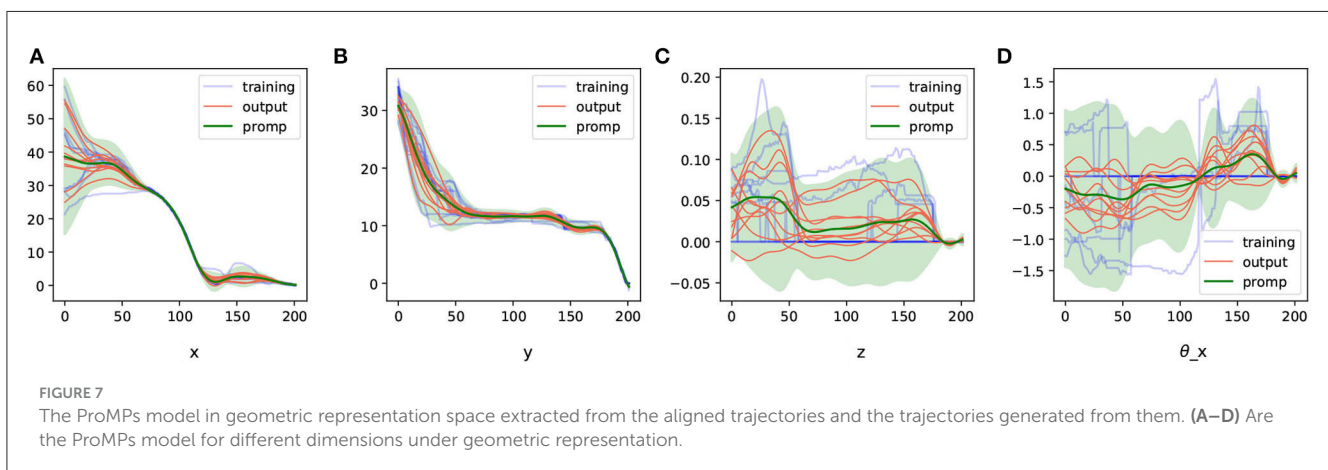 A
B
C
D
60
50
40
30
20
10
0
training
output
promp
0
50
100
150
200
x
30
20
10
0
training
output
promp
0
50
100
150
200
y
0.20
0.15
0.10
0.05
0.00
−0.05
training
output
promp
0
50
100
150
200
z
1.5
1.0
0.5
0.0
−0.5
−1.0
−1.5
training
output
promp
0
50
100
150
200
θ_x
FIGURE 7
The ProMPs model in geometric representation space extracted from the aligned trajectories and the trajectories generated from them. (A–D) Are
the ProMPs model for different dimensions under geometric representation.